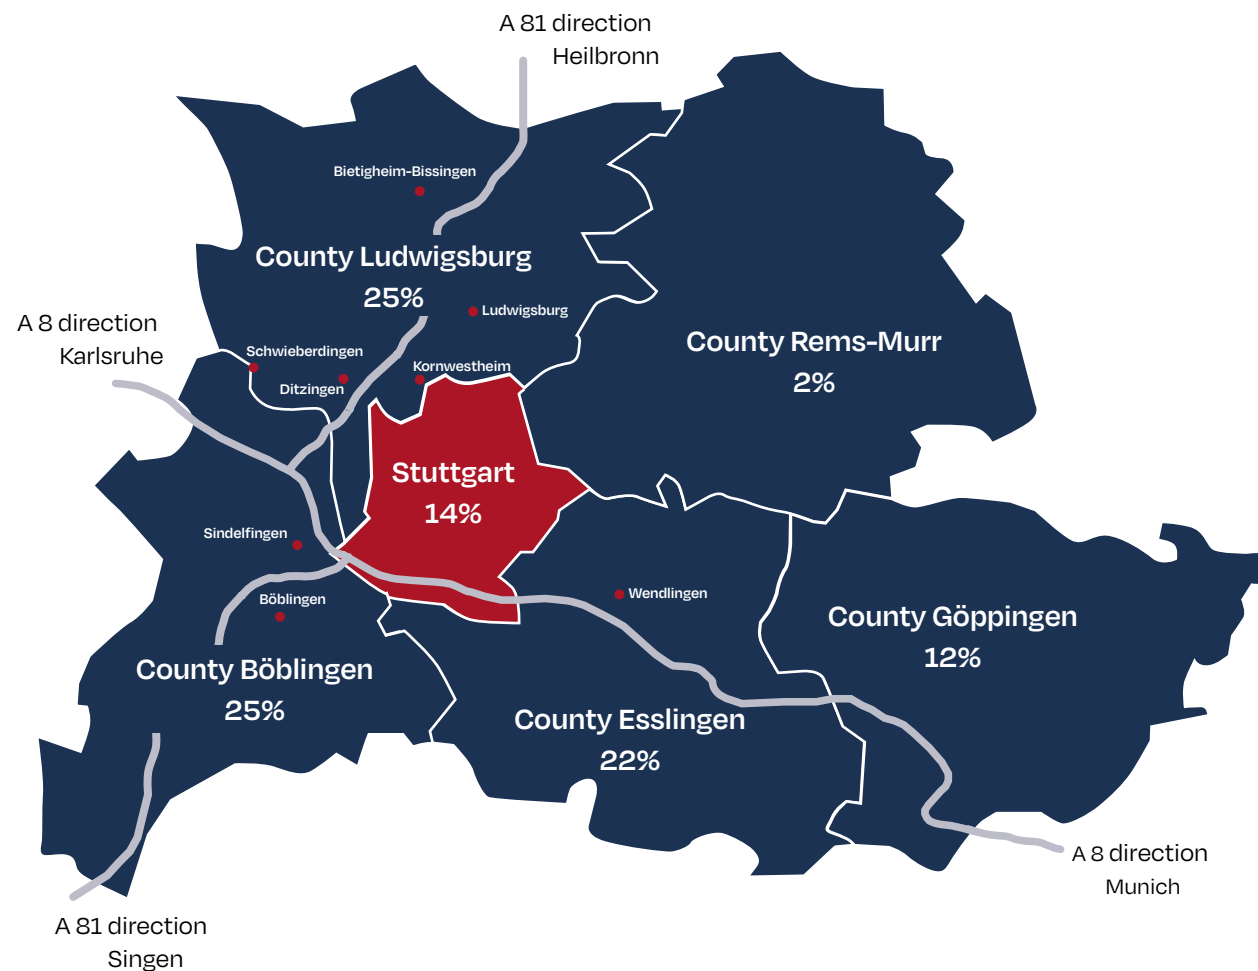 A 81 direction
Heilbronn
Bietigheim-Bissingen
County Ludwigsburg
25%
Ludwigsburg
A 8 direction
Karlsruhe
Schwieberdingen
Ditzingen
Kornwestheim
County Rems-Murr
2%
Stuttgart
14%
Sindelfingen
Böblingen
Wendlingen
County Göppingen
12%
County Böblingen
25%
County Esslingen
22%
A 8 direction
Munich
A 81 direction
Singen